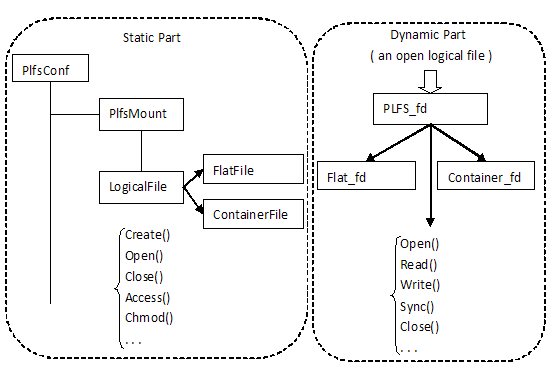 Static Part
PlfsConf
PlfsMount
LogicalFile
FlatFile
ContainerFile
Create()
Open()
Close()
Access()
Chmod()
. . .
Dynamic Part
( an open logical file )
PLFS_fd
Flat_fd
Container_fd
Open()
Read()
Write()
Sync()
Close()
. . .